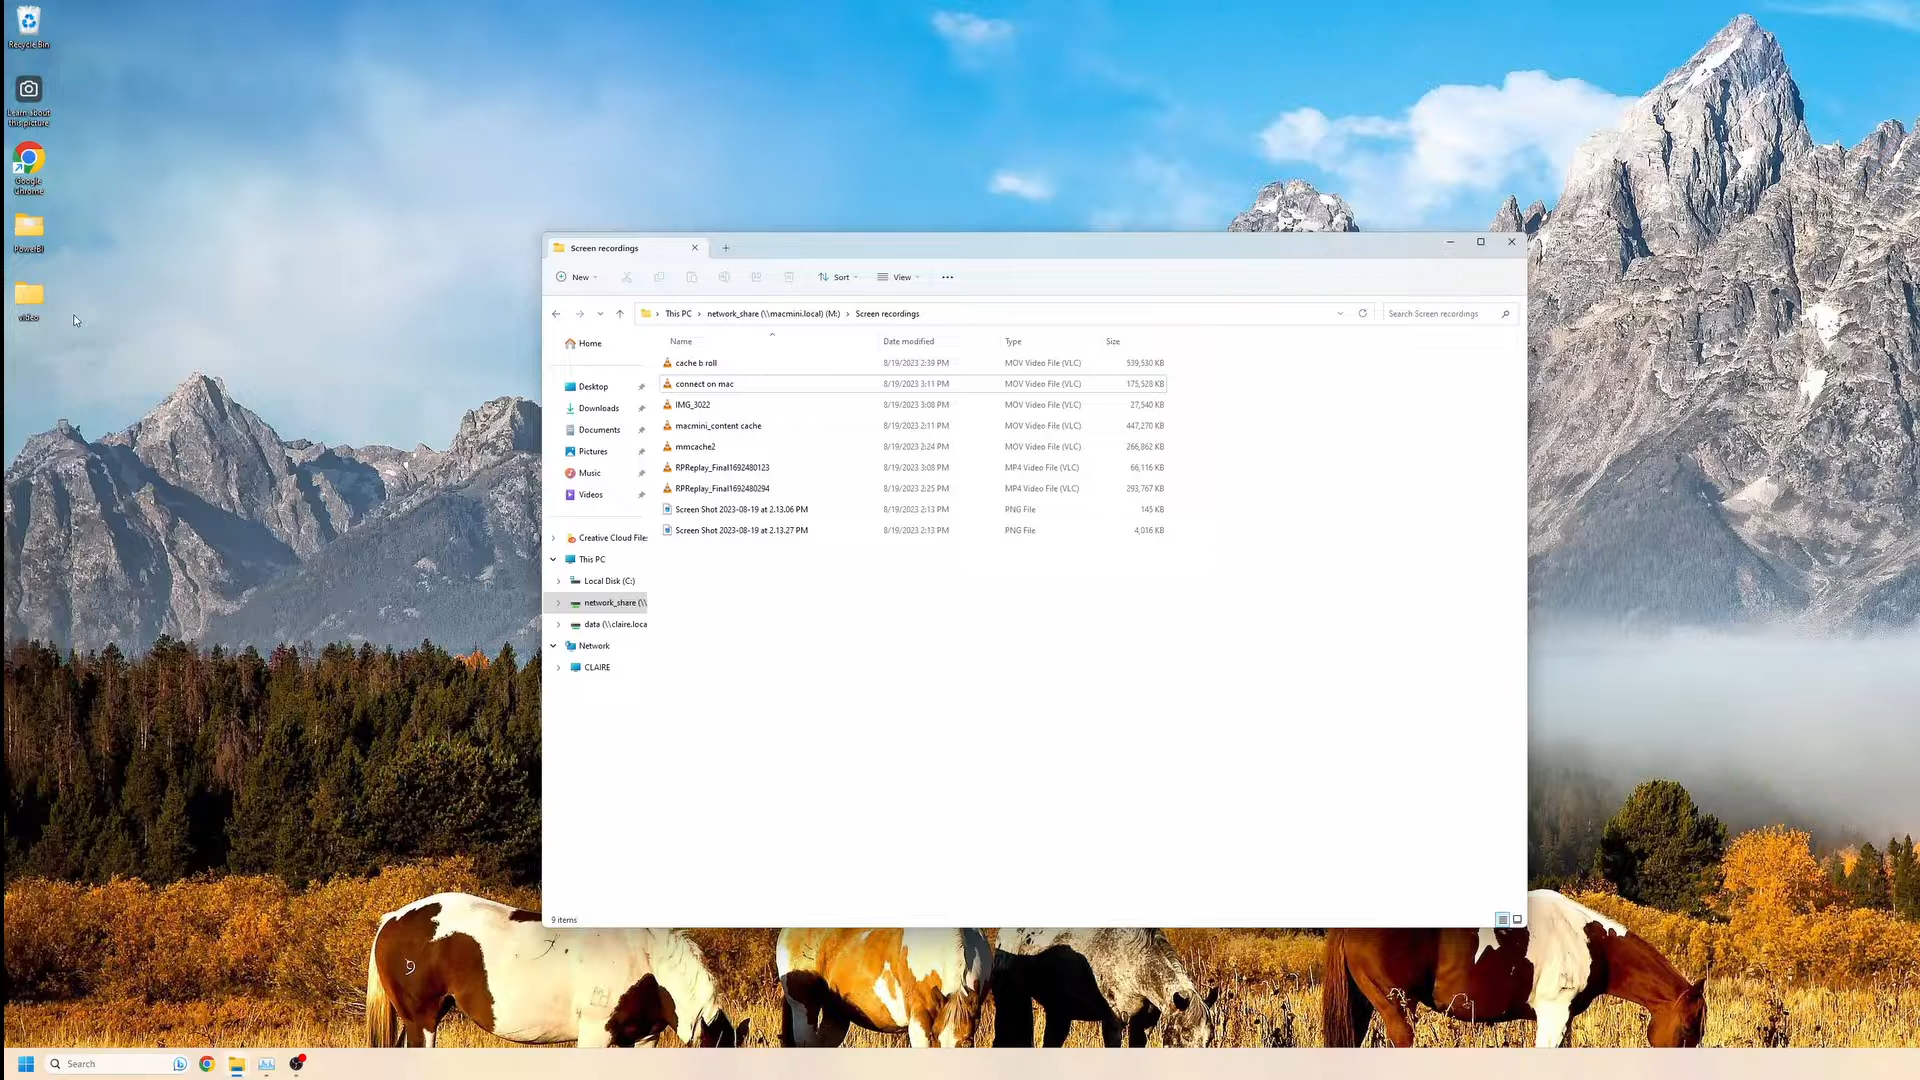 Recycle Bin
Learn about
this picture
Google
Chrome
PowerBI
video
Screen recordings
New
Sort
View
This PC
network_share (\\macmini.local) (M:)
Screen recordings
Search Screen recordings
Home
Desktop
Downloads
Documents
Pictures
Music
Videos
Creative Cloud Files
This PC
Local Disk (C:)
network_share (\\
data (\\claire.loca
Network
CLAIRE
Name Date modified Type Size
cache b roll 8/19/2023 2:39 PM MOV Video File (VLC) 539,530 KB
connect on mac 8/19/2023 3:11 PM MOV Video File (VLC) 175,528 KB
IMG_3022 8/19/2023 3:08 PM MOV Video File (VLC) 27,540 KB
macmini_content cache 8/19/2023 2:11 PM MOV Video File (VLC) 447,270 KB
mmcache2 8/19/2023 2:24 PM MOV Video File (VLC) 266,862 KB
RPReplay_Final1692480123 8/19/2023 3:08 PM MP4 Video File (VLC) 66,116 KB
RPReplay_Final1692480294 8/19/2023 2:25 PM MP4 Video File (VLC) 293,767 KB
Screen Shot 2023-08-19 at 2.13.06 PM 8/19/2023 2:13 PM PNG File 145 KB
Screen Shot 2023-08-19 at 2.13.27 PM 8/19/2023 2:13 PM PNG File 4,016 KB
9 items
Search